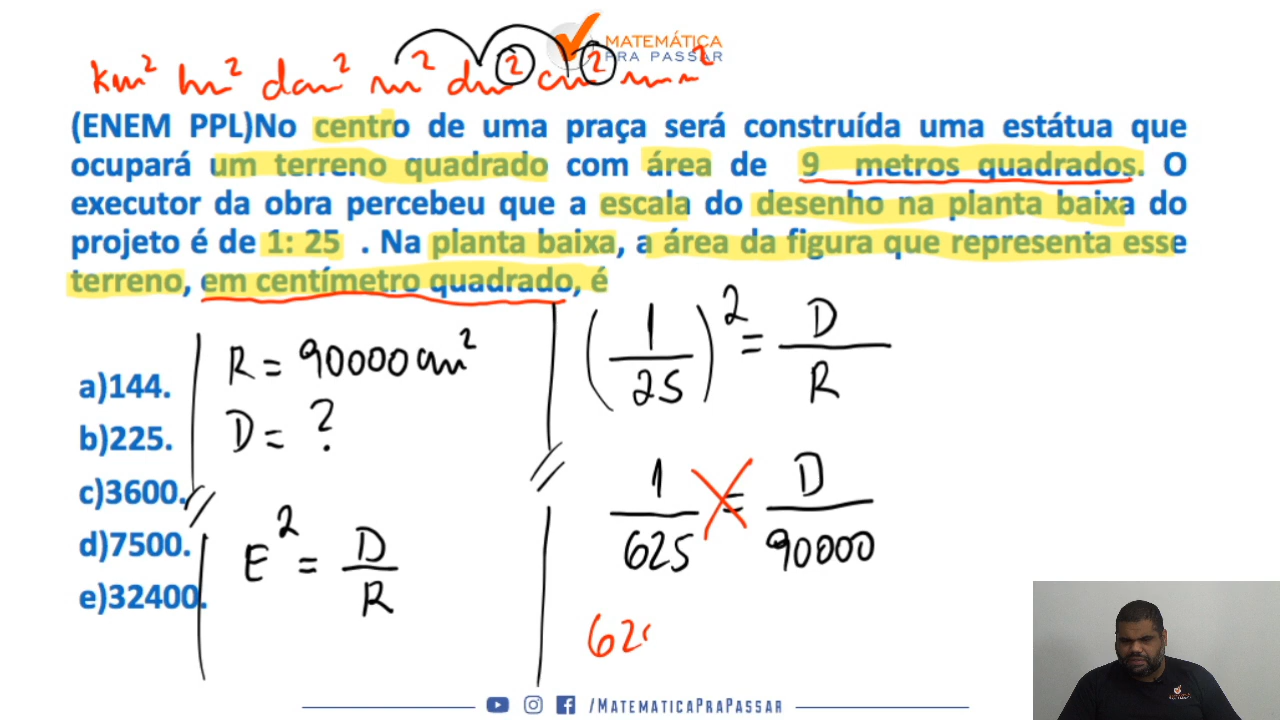 MATEMÁTICA
PRA PASSAR
km² hm² dam² m² dm² cm² mm²
(ENEM PPL)No centro de uma praça será construída uma estátua que
ocupará um terreno quadrado com área de 9 metros quadrados. O
executor da obra percebeu que a escala do desenho na planta baixa do
projeto é de 1: 25 . Na planta baixa, a área da figura que representa esse
terreno, em centímetro quadrado, é
a)144.
b)225.
c)3600.
d)7500.
e)32400.
R = 90000 cm²
D = ?
E² = D/R
(1/25)² = D/R
1/625 = D/90000
62
/MATEMATICAPRAPASSAR